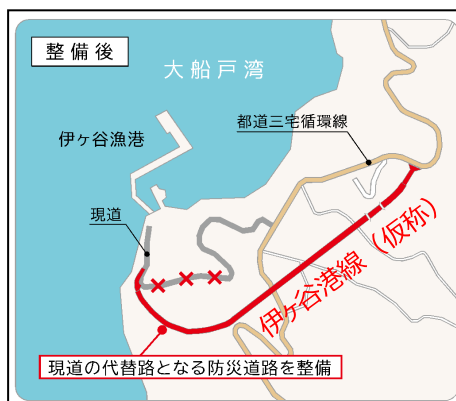 整備後
大船戸湾
都道三宅循環線
伊ヶ谷漁港
現道
伊ヶ谷港線（仮称）
現道の代替路となる防災道路を整備